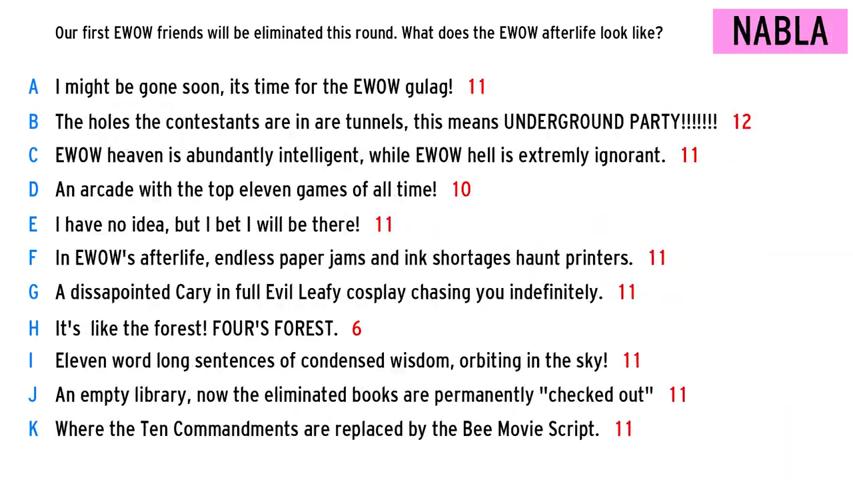 Our first EWOW friends will be eliminated this round. What does the EWOW afterlife look like?
NABLA
A I might be gone soon, its time for the EWOW gulag! 11
B The holes the contestants are in are tunnels, this means UNDERGROUND PARTY!!!!!!! 12
C EWOW heaven is abundantly intelligent, while EWOW hell is extremly ignorant. 11
D An arcade with the top eleven games of all time! 10
E I have no idea, but I bet I will be there! 11
F In EWOW's afterlife, endless paper jams and ink shortages haunt printers. 11
G A dissapointed Cary in full Evil Leafy cosplay chasing you indefinitely. 11
H It's like the forest! FOUR'S FOREST. 6
I Eleven word long sentences of condensed wisdom, orbiting in the sky! 11
J An empty library, now the eliminated books are permanently "checked out" 11
K Where the Ten Commandments are replaced by the Bee Movie Script. 11